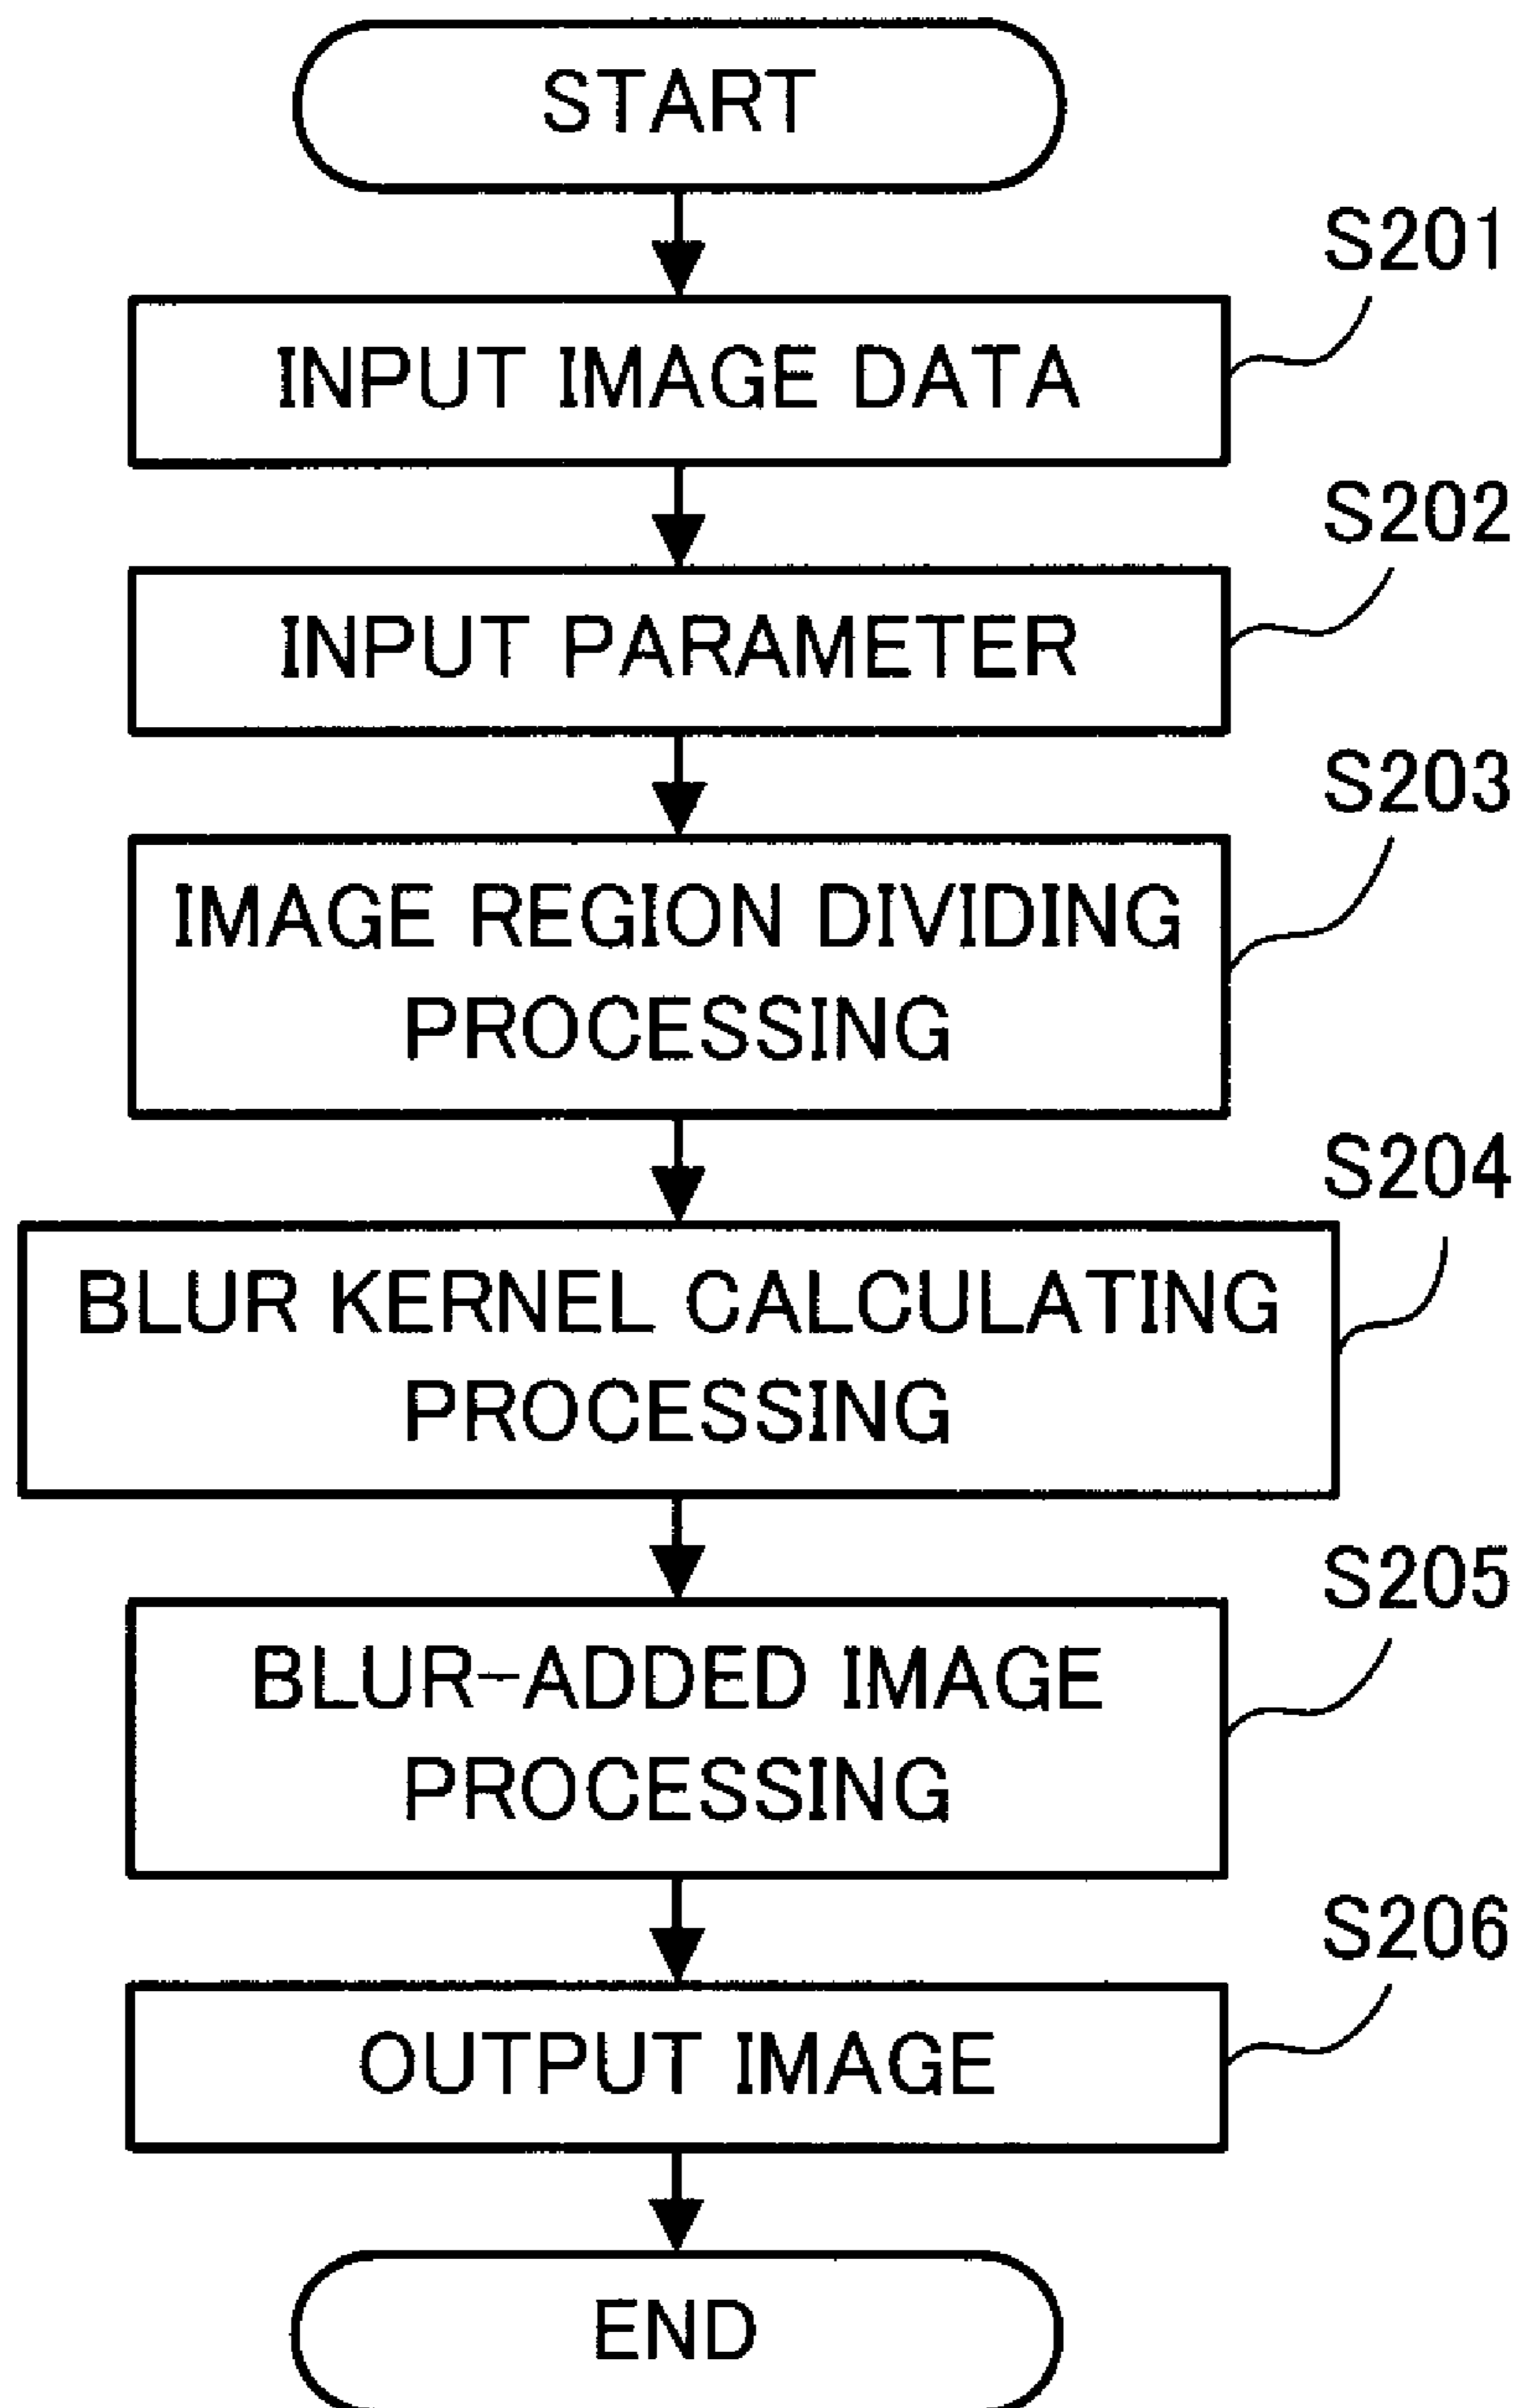 START
S201
INPUT IMAGE DATA
S202
INPUT PARAMETER
S203
IMAGE REGION DIVIDING
PROCESSING
S204
BLUR KERNEL CALCULATING
PROCESSING
S205
BLUR-ADDED IMAGE
PROCESSING
S206
OUTPUT IMAGE
END